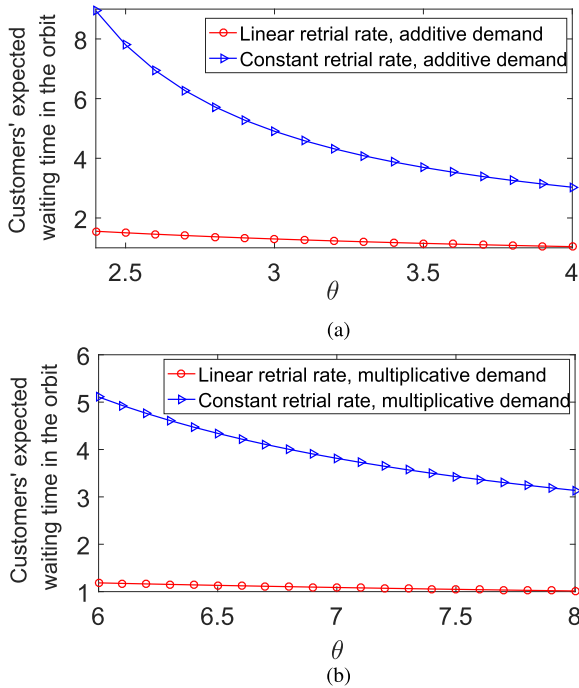 Linear retrial rate, additive demand
Constant retrial rate, additive demand
Customers' expected
waiting time in the orbit
8
6
4
2
2.5 3 3.5 4
θ
(a)
Linear retrial rate, multiplicative demand
Constant retrial rate, multiplicative demand
Customers' expected
waiting time in the orbit
6
5
4
3
2
1
6 6.5 7 7.5 8
θ
(b)